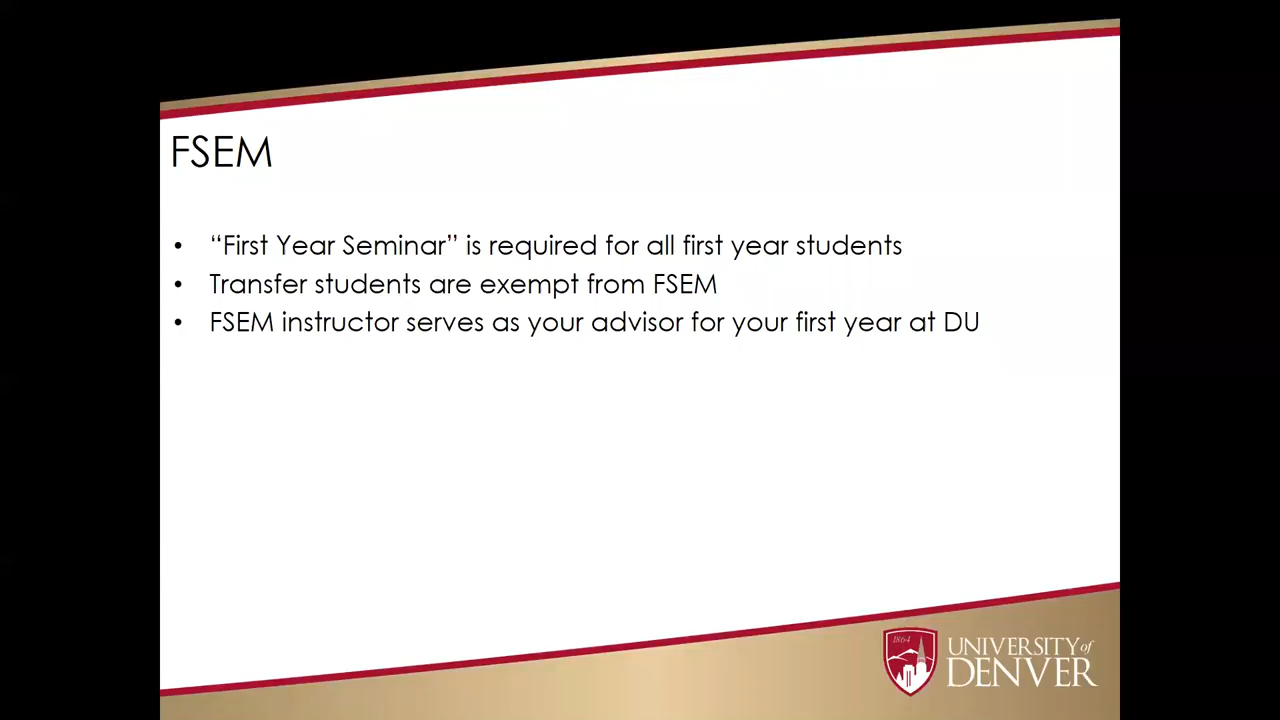 FSEM
• “First Year Seminar” is required for all first year students
• Transfer students are exempt from FSEM
• FSEM instructor serves as your advisor for your first year at DU
1864
UNIVERSITY of
DENVER